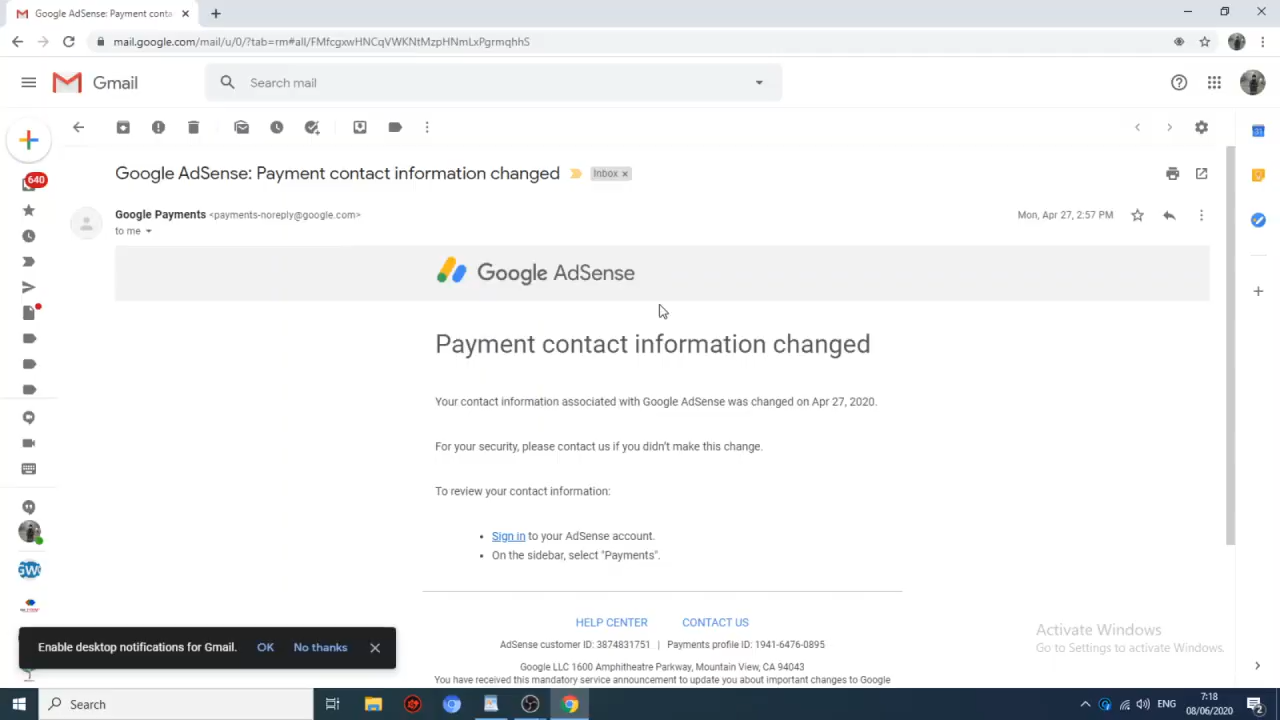 Google AdSense: Payment conta
mail.google.com/mail/u/0/?tab=rm#all/FMfcgxwHNCqVWKNtMzpHNmLxPgrmqhhS
Gmail
Search mail
31
640
Google AdSense: Payment contact information changed
Inbox ×
Google Payments <payments-noreply@google.com>
Mon, Apr 27, 2:57 PM
to me
Google AdSense
Payment contact information changed
Your contact information associated with Google AdSense was changed on Apr 27, 2020.
For your security, please contact us if you didn't make this change.
To review your contact information:
• Sign in to your AdSense account.
• On the sidebar, select "Payments".
HELP CENTER CONTACT US
AdSense customer ID: 3874831751 | Payments profile ID: 1941-6476-0895
Google LLC 1600 Amphitheatre Parkway, Mountain View, CA 94043
You have received this mandatory service announcement to update you about important changes to Google
Enable desktop notifications for Gmail. OK No thanks
Activate Windows
Go to Settings to activate Windows.
Search
ENG
7:18
08/06/2020
2